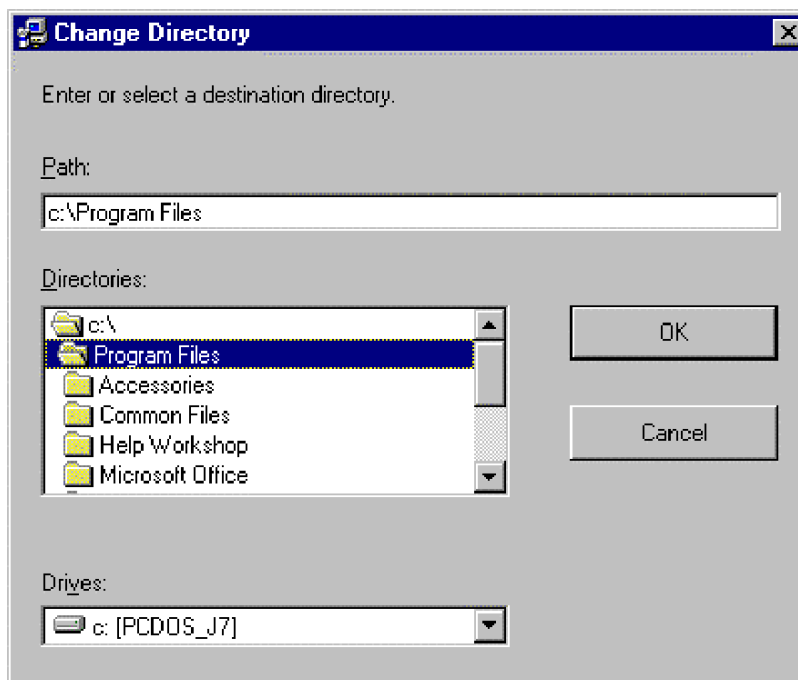 Change Directory
Enter or select a destination directory.
Path:
c:\Program Files
Directories:
c:\
Program Files
Accessories
Common Files
Help Workshop
Microsoft Office
OK
Cancel
Drives:
c: [PCDOS_J7]